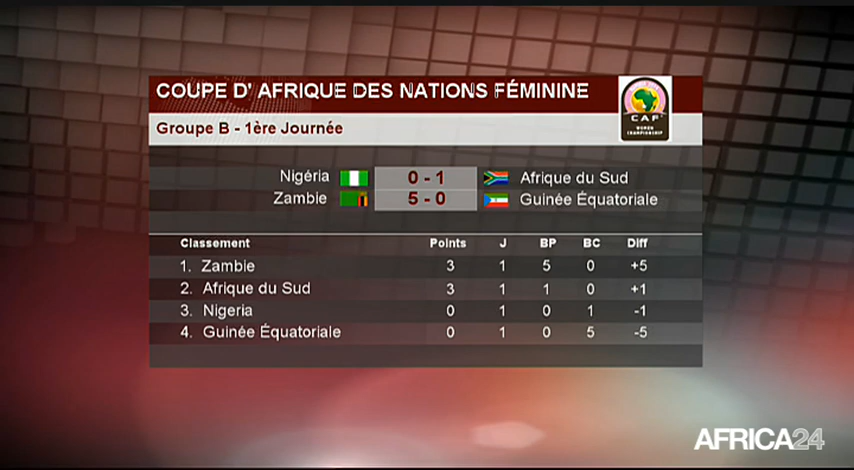 COUPE D' AFRIQUE DES NATIONS FÉMININE
CAF
WOMEN
CHAMPIONSHIP
Groupe B - 1ère Journée
Nigéria 0 - 1 Afrique du Sud
Zambie 5 - 0 Guinée Équatoriale
Classement Points J BP BC Diff
1. Zambie 3 1 5 0 +5
2. Afrique du Sud 3 1 1 0 +1
3. Nigeria 0 1 0 1 -1
4. Guinée Équatoriale 0 1 0 5 -5
AFRICA24